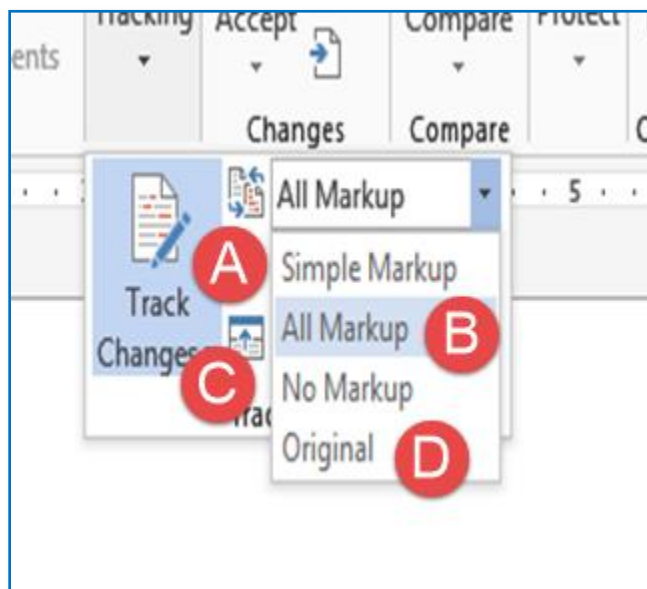 Tracking Accept Compare Protect
ents
Changes Compare
All Markup 5
A Simple Markup
Track
All Markup B
Changes
C No Markup
Original D